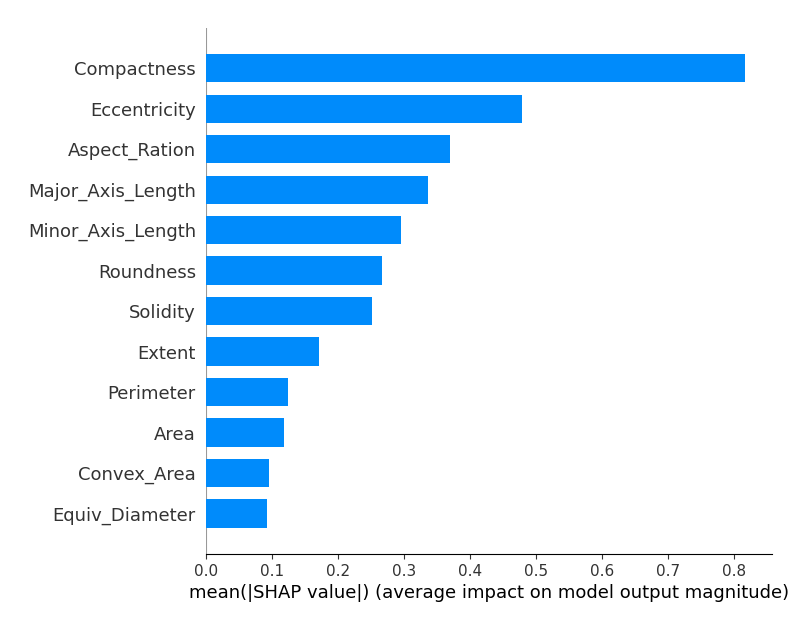 Compactness
Eccentricity
Aspect_Ration
Major_Axis_Length
Minor_Axis_Length
Roundness
Solidity
Extent
Perimeter
Area
Convex_Area
Equiv_Diameter
0.0 0.1 0.2 0.3 0.4 0.5 0.6 0.7 0.8
mean(|SHAP value|) (average impact on model output magnitude)